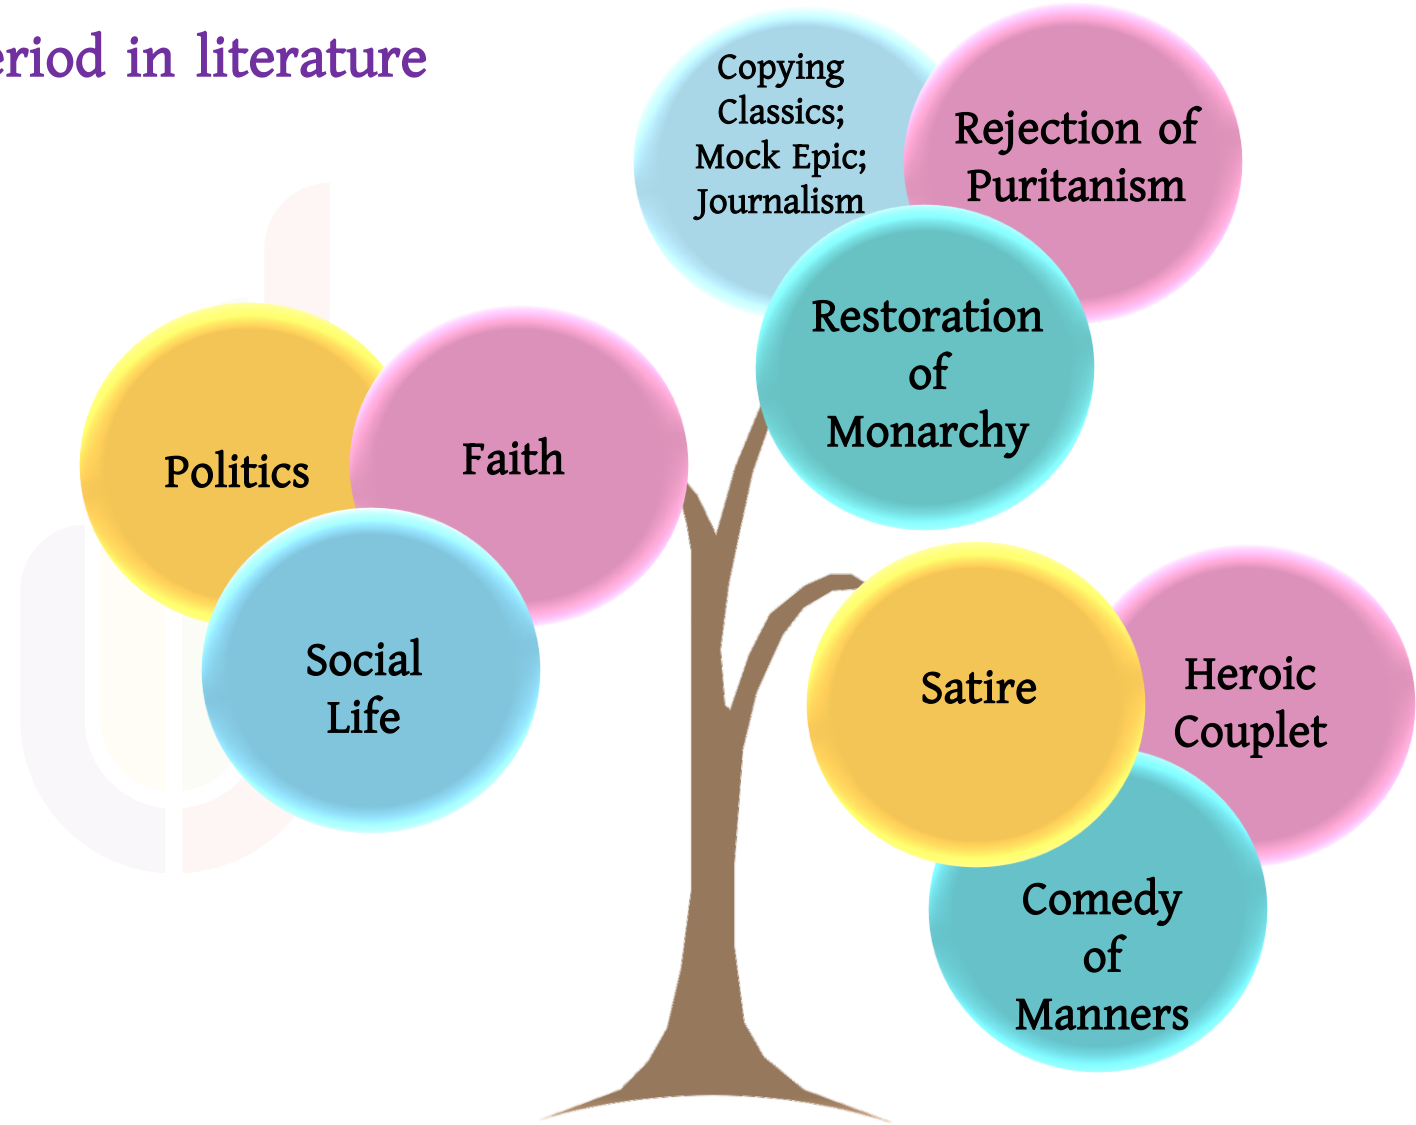 eriod in literature
Copying
Classics;
Mock Epic;
Journalism
Rejection of
Puritanism
Restoration
of
Monarchy
Politics
Faith
Social
Life
Satire
Heroic
Couplet
Comedy
of
Manners